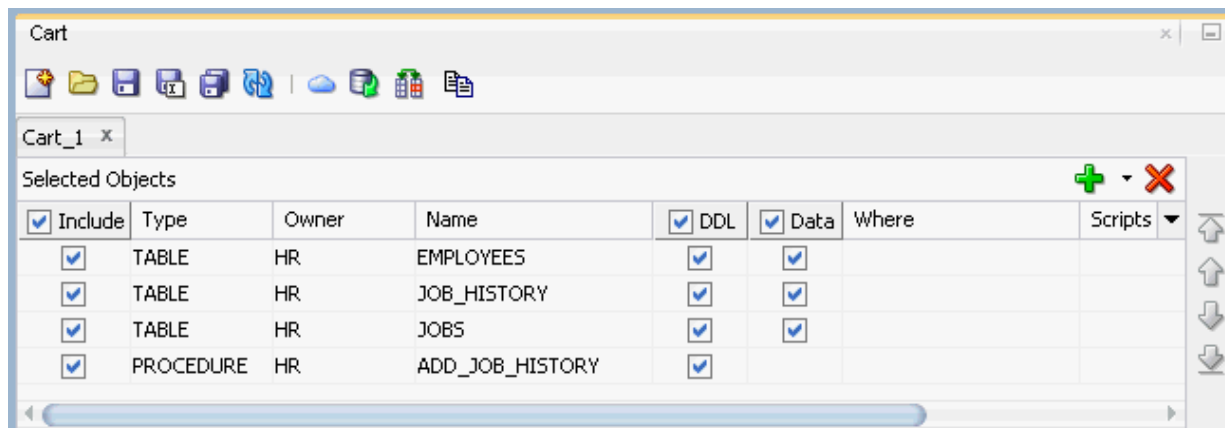 Cart
Cart_1
Selected Objects
Include Type Owner Name DDL Data Where Scripts
TABLE HR EMPLOYEES
TABLE HR JOB_HISTORY
TABLE HR JOBS
PROCEDURE HR ADD_JOB_HISTORY